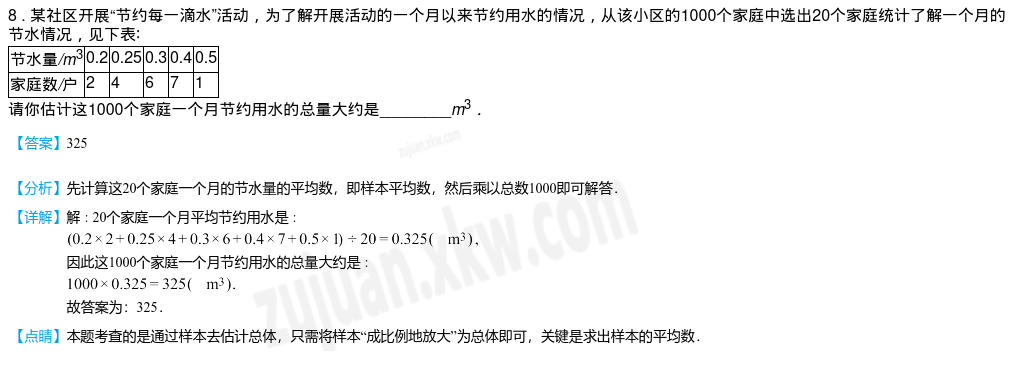 8．某社区开展“节约每一滴水”活动，为了解开展活动的一个月以来节约用水的情况，从该小区的1000个家庭中选出20个家庭统计了解一个月的
节水情况，见下表:
节水量/m³ 0.2 0.25 0.3 0.4 0.5
家庭数/户 2 4 6 7 1
请你估计这1000个家庭一个月节约用水的总量大约是________m³．
【答案】325
【分析】先计算这20个家庭一个月的节水量的平均数，即样本平均数，然后乘以总数1000即可解答．
【详解】解：20个家庭一个月平均节约用水是：
(0.2×2+0.25×4+0.3×6+0.4×7+0.5×1)÷20=0.325( m³),
因此这1000个家庭一个月节约用水的总量大约是：
1000×0.325=325( m³).
故答案为：325．
【点睛】本题考查的是通过样本去估计总体，只需将样本“成比例地放大”为总体即可，关键是求出样本的平均数．
zujuan.xkw.com
zujuan.xkw.com